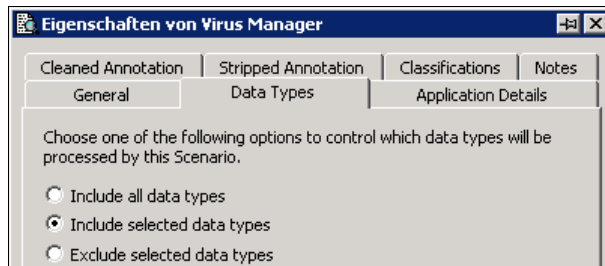 Eigenschaften von Virus Manager
Cleaned Annotation Stripped Annotation Classifications Notes
General Data Types Application Details
Choose one of the following options to control which data types will be
processed by this Scenario.
Include all data types
Include selected data types
Exclude selected data types